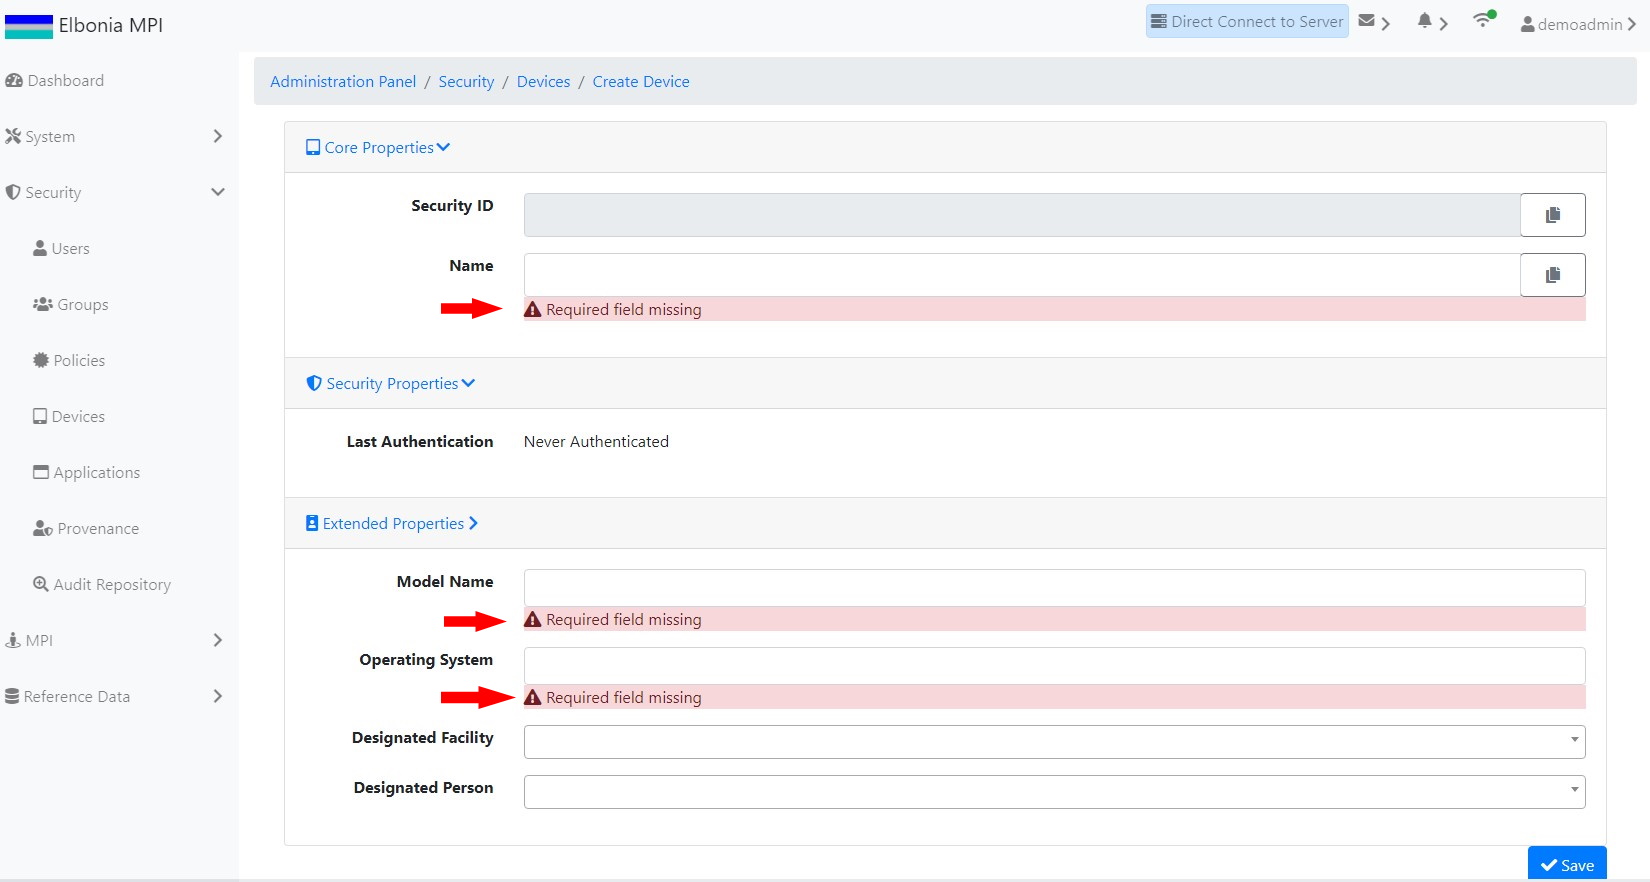 Elbonia MPI
Direct Connect to Server
demoadmin
Dashboard
System
Security
Users
Groups
Policies
Devices
Applications
Provenance
Audit Repository
MPI
Reference Data
Administration Panel / Security / Devices / Create Device
Core Properties
Security ID
Name
Required field missing
Security Properties
Last Authentication Never Authenticated
Extended Properties
Model Name
Required field missing
Operating System
Required field missing
Designated Facility
Designated Person
Save